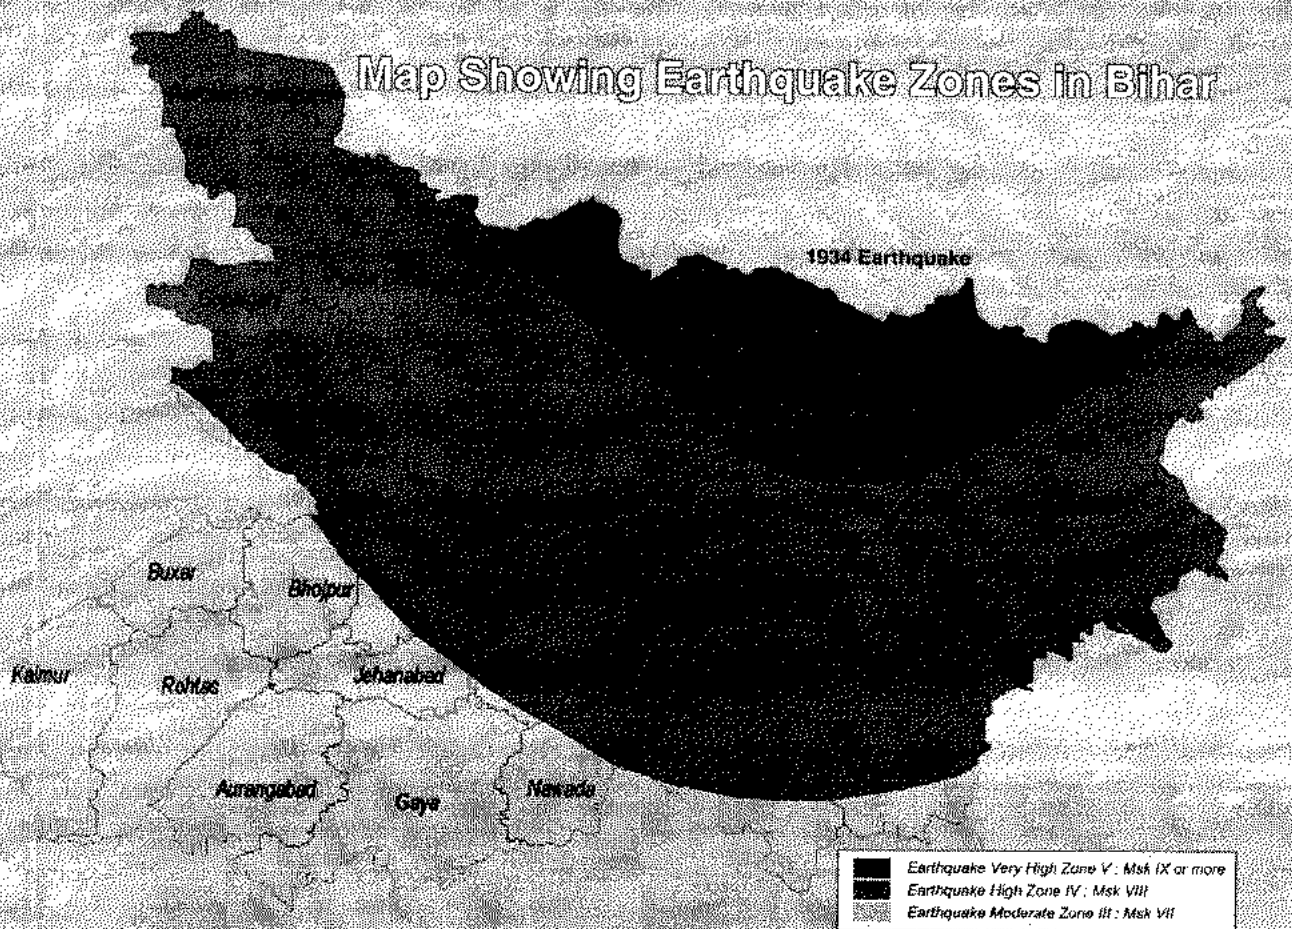 Map Showing Earthquake Zones in Bihar
1934 Earthquake
Buxar
Bhojpur
Kaimur
Rohtas
Jehanabad
Aurangabad
Gaya
Nawada
Earthquake Very High Zone V : Msk IX or more
Earthquake High Zone IV : Msk VIII
Earthquake Moderate Zone III : Msk VII